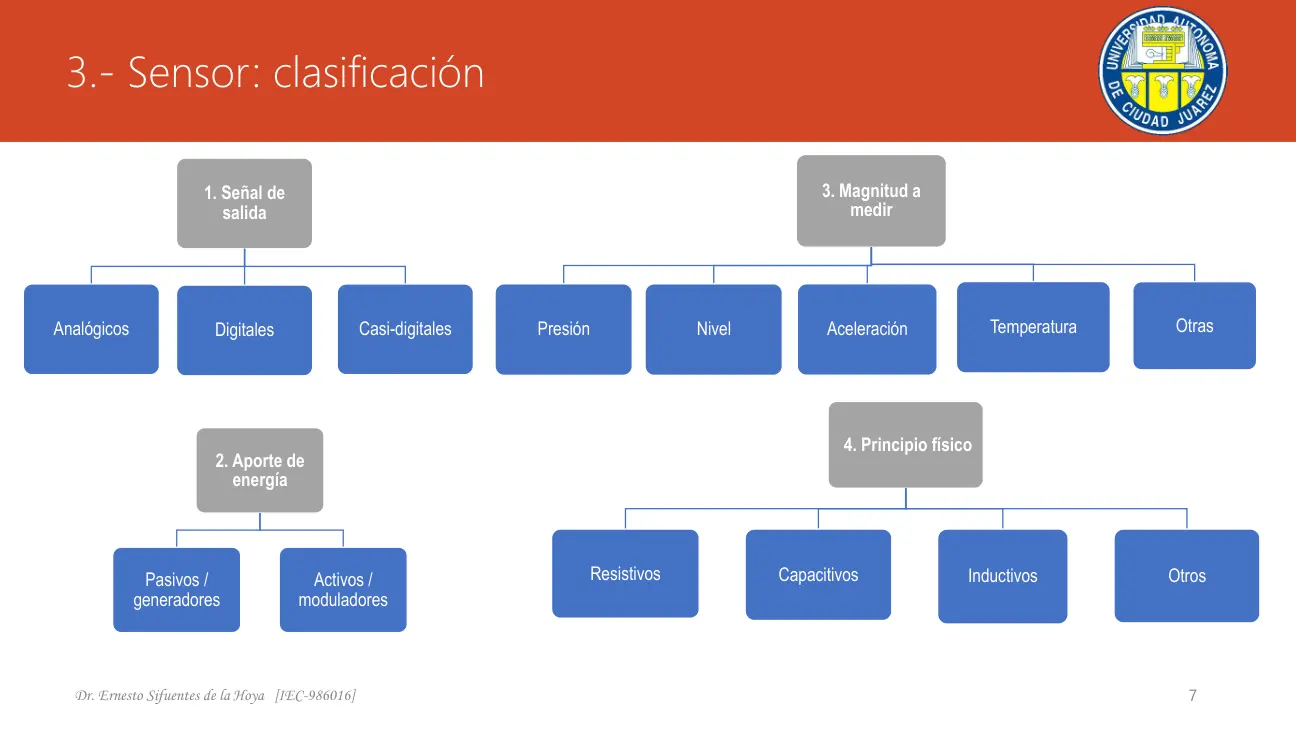 3.- Sensor: clasificación
UNIVERSIDAD AUTONOMA
DE CIUDAD JUAREZ
1. Señal de
salida
Analógicos
Digitales
Casi-digitales
3. Magnitud a
medir
Presión
Nivel
Aceleración
Temperatura
Otras
2. Aporte de
energía
Pasivos /
generadores
Activos /
moduladores
4. Principio físico
Resistivos
Capacitivos
Inductivos
Otros
Dr. Ernesto Sifuentes de la Hoya [IEC-986016]
7